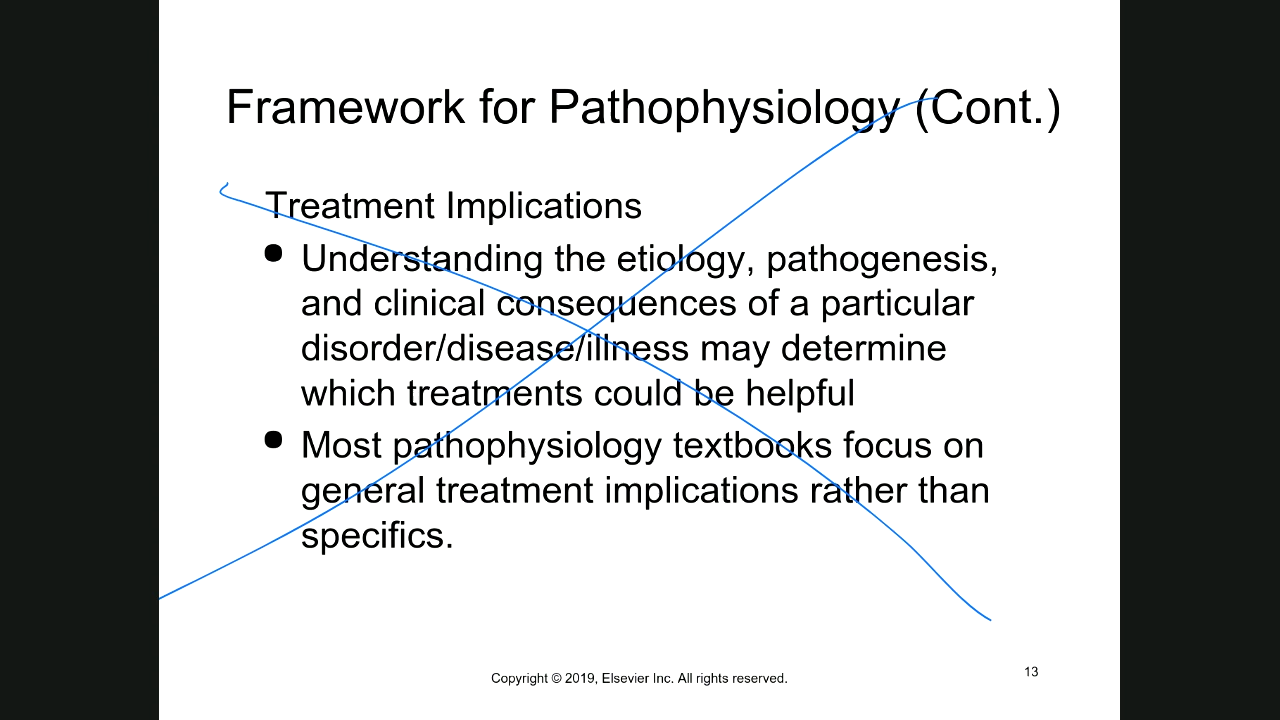 Framework for Pathophysiology (Cont.)
Treatment Implications
● Understanding the etiology, pathogenesis,
and clinical consequences of a particular
disorder/disease/illness may determine
which treatments could be helpful
● Most pathophysiology textbooks focus on
general treatment implications rather than
specifics.
Copyright © 2019, Elsevier Inc. All rights reserved.
13